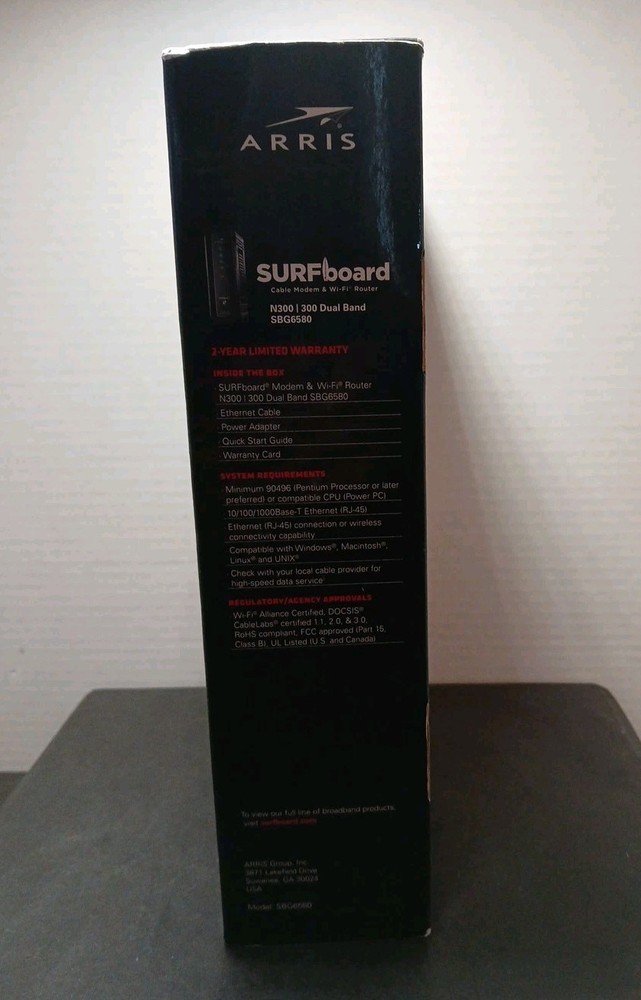 ARRIS
SURFboard
Cable Modem & Wi-Fi® Router
N300 | 300 Dual Band
SBG6580
2-YEAR LIMITED WARRANTY
INSIDE THE BOX
SURFboard® Modem & Wi-Fi® Router
N300 | 300 Dual Band SBG6580
Ethernet Cable
Power Adapter
Quick Start Guide
Warranty Card
SYSTEM REQUIREMENTS
Minimum 90496 (Pentium Processor or later
preferred) or compatible CPU (Power PC)
10/100/1000Base-T Ethernet (RJ-45)
Ethernet (RJ-45) connection or wireless
connectivity capability
Compatible with Windows®, Macintosh®,
Linux® and UNIX®
Check with your local cable provider for
high-speed data service
REGULATORY/AGENCY APPROVALS
Wi-Fi® Alliance Certified, DOCSIS®
CableLabs® certified 1.1, 2.0, & 3.0,
RoHS compliant, FCC approved (Part 15,
Class B), UL Listed (U.S. and Canada)
To view our full line of broadband products,
visit surfboard.com
ARRIS Group, Inc.
3871 Lakefield Drive
Suwanee, GA 30024
USA
Model: SBG6580